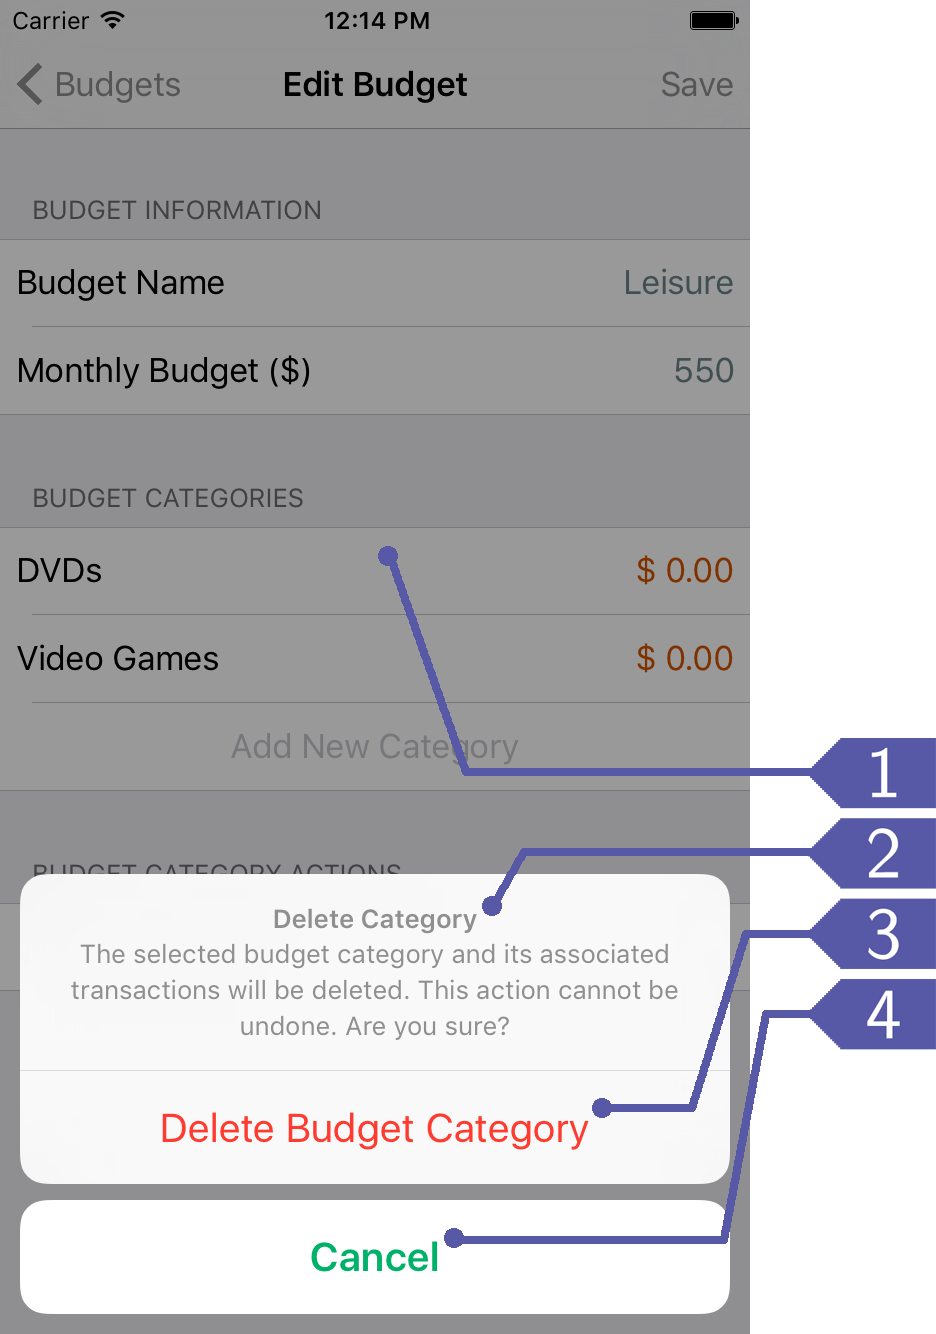 Carrier 12:14 PM
Budgets Edit Budget Save
BUDGET INFORMATION
Budget Name Leisure
Monthly Budget ($) 550
BUDGET CATEGORIES
DVDs $ 0.00
Video Games $ 0.00
Add New Category
1
2
BUDGET CATEGORY ACTIONS
Delete Category
3
The selected budget category and its associated
transactions will be deleted. This action cannot be
undone. Are you sure?
4
Delete Budget Category
Cancel